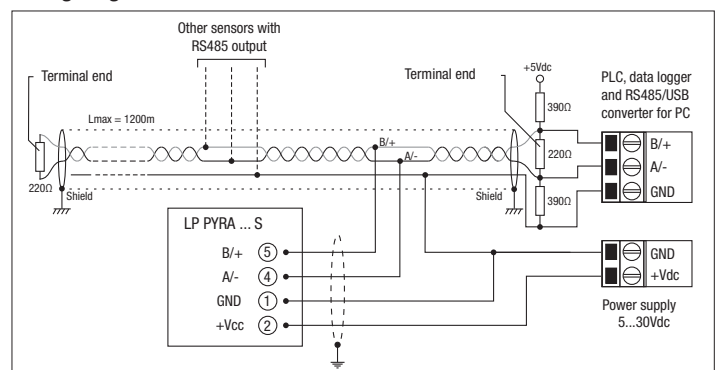 Other sensors with
RS485 output
Terminal end
Terminal end
+5Vdc
PLC, data logger
and RS485/USB
converter for PC
Lmax = 1200m
390Ω
B/+
B/+
220Ω
A/-
A/-
390Ω
GND
220Ω
Shield
Shield
LP PYRA ... S
B/+ 5
A/- 4
GND 1
+Vcc 2
GND
+Vdc
Power supply
5...30Vdc